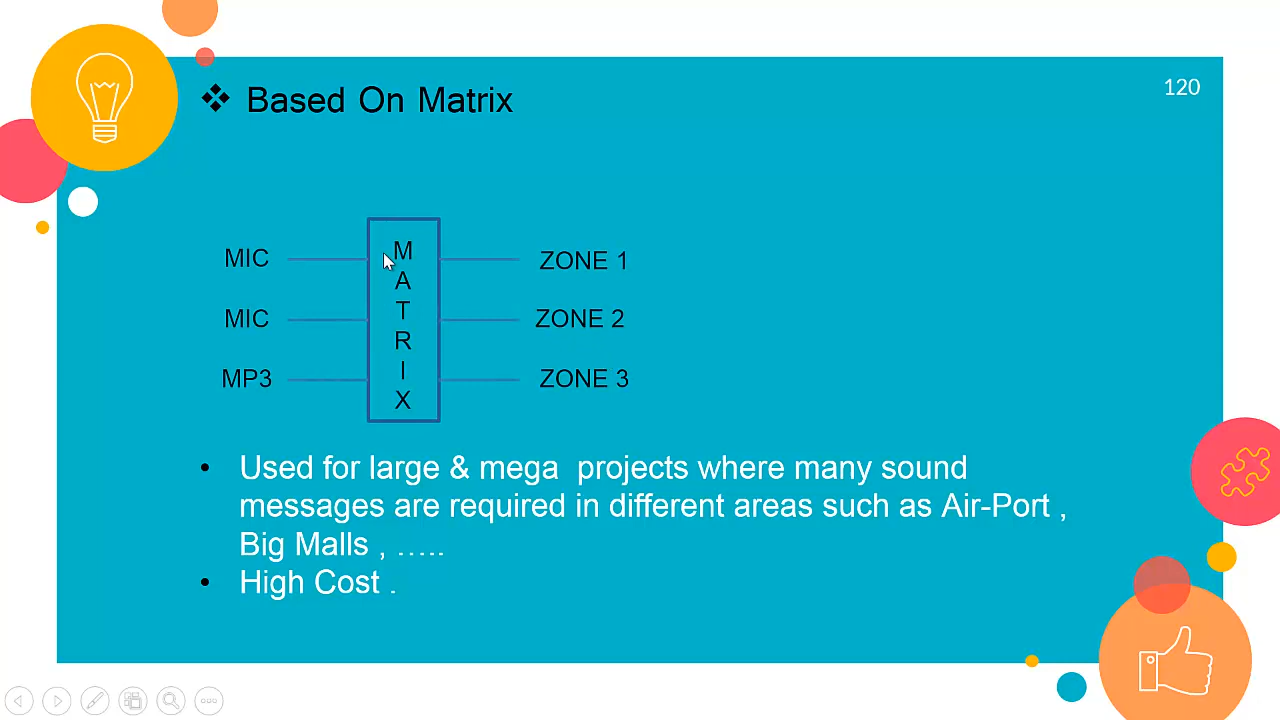 ❖ Based On Matrix
120
MIC
MIC
MP3
M
A
T
R
I
X
ZONE 1
ZONE 2
ZONE 3
• Used for large & mega projects where many sound
messages are required in different areas such as Air-Port ,
Big Malls , …..
• High Cost .